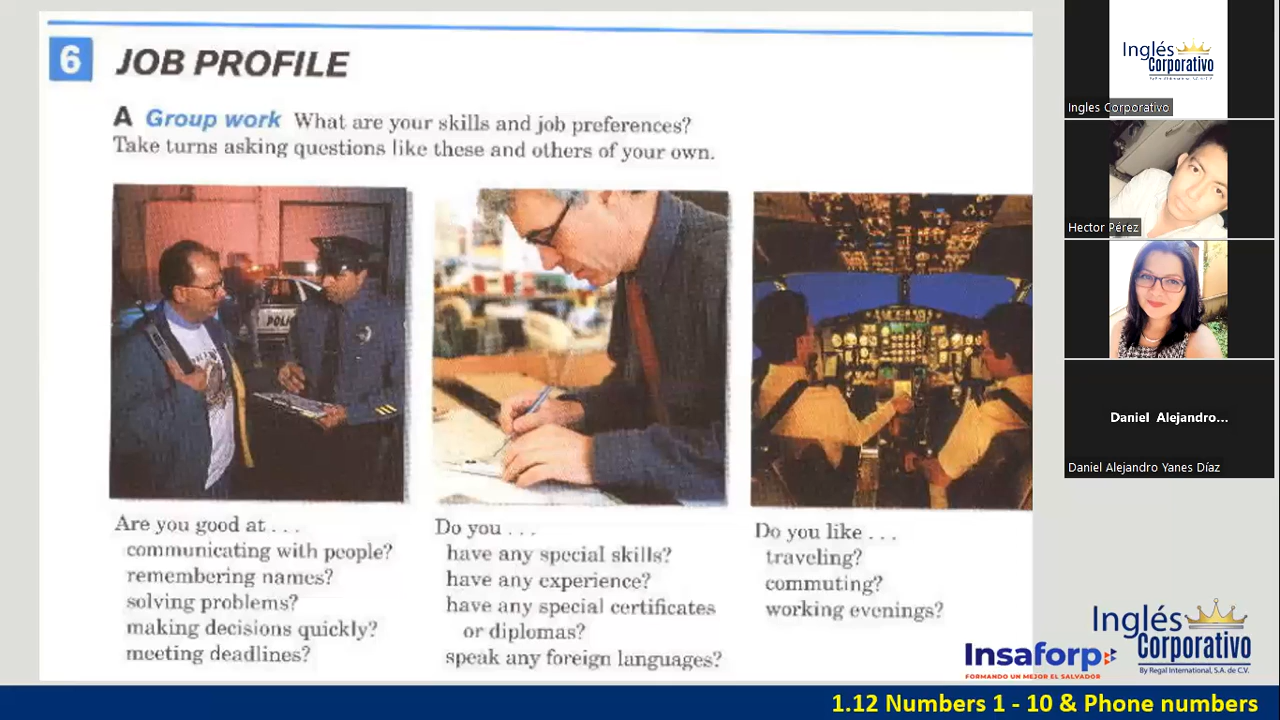 6 JOB PROFILE
A Group work What are your skills and job preferences?
Take turns asking questions like these and others of your own.
POLI
Are you good at . . .
communicating with people?
remembering names?
solving problems?
making decisions quickly?
meeting deadlines?
Do you . . .
have any special skills?
have any experience?
have any special certificates
or diplomas?
speak any foreign languages?
Do you like . . .
traveling?
commuting?
working evenings?
Inglés
Corporativo
Ingles Corporativo
Hector Pérez
Daniel Alejandro...
Daniel Alejandro Yanes Díaz
Insaforp
FORMANDO UN MEJOR EL SALVADOR
Inglés
Corporativo
By Regal International, S.A. de C.V.
1.12 Numbers 1 - 10 & Phone numbers